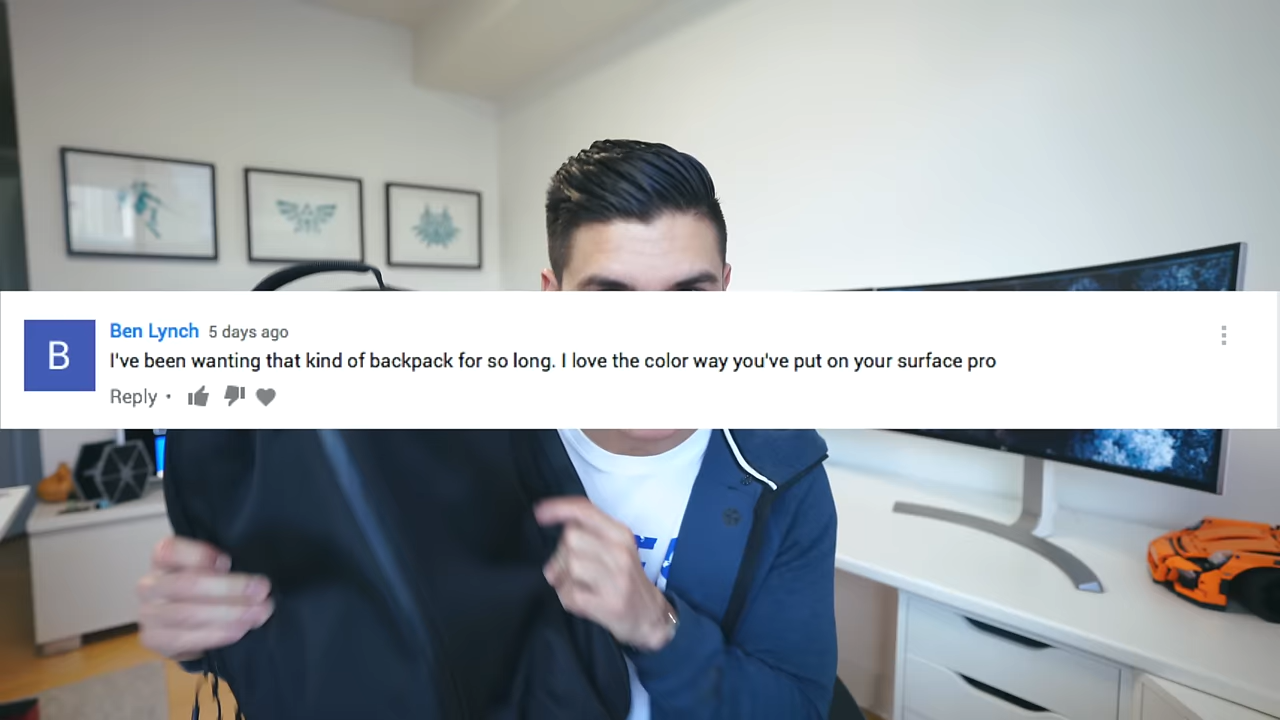 B
Ben Lynch 5 days ago
I've been wanting that kind of backpack for so long. I love the color way you've put on your surface pro
Reply •